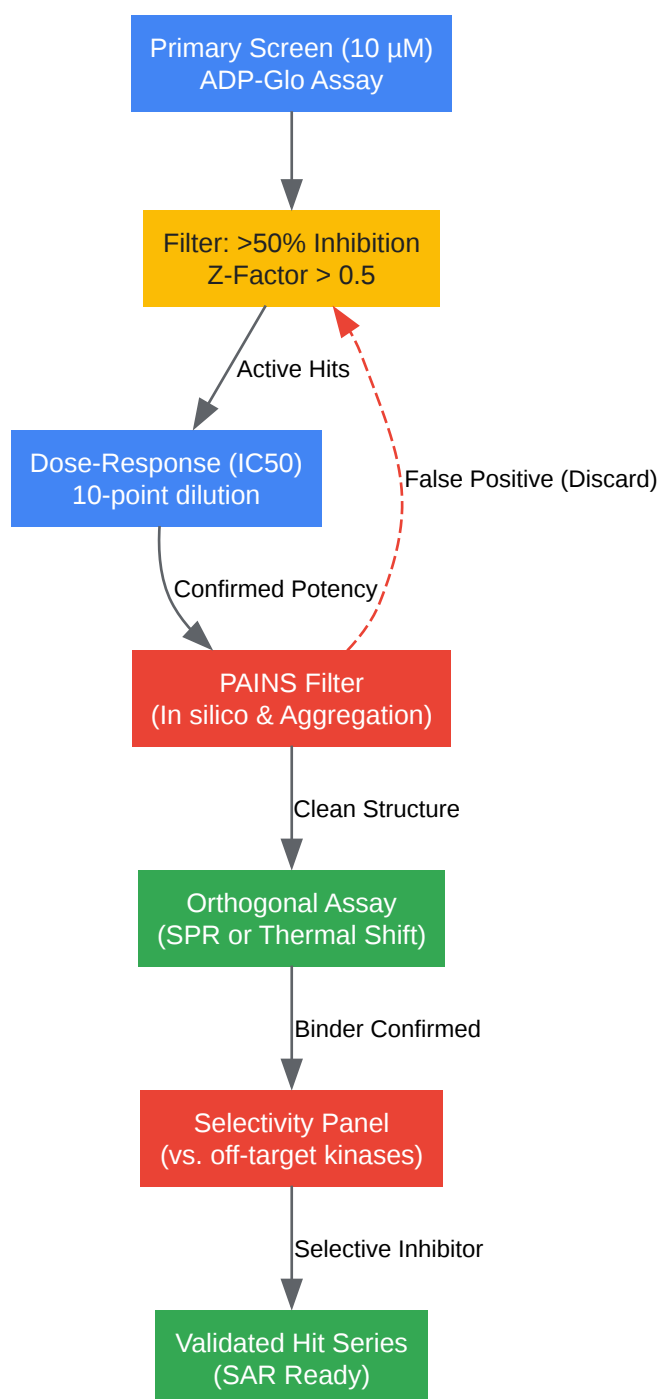 Primary Screen (10 µM)
ADP-Glo Assay
Filter: >50% Inhibition
Z-Factor > 0.5
Active Hits
Dose-Response (IC50)
10-point dilution
False Positive (Discard)
Confirmed Potency
PAINS Filter
(In silico & Aggregation)
Clean Structure
Orthogonal Assay
(SPR or Thermal Shift)
Binder Confirmed
Selectivity Panel
(vs. off-target kinases)
Selective Inhibitor
Validated Hit Series
(SAR Ready)